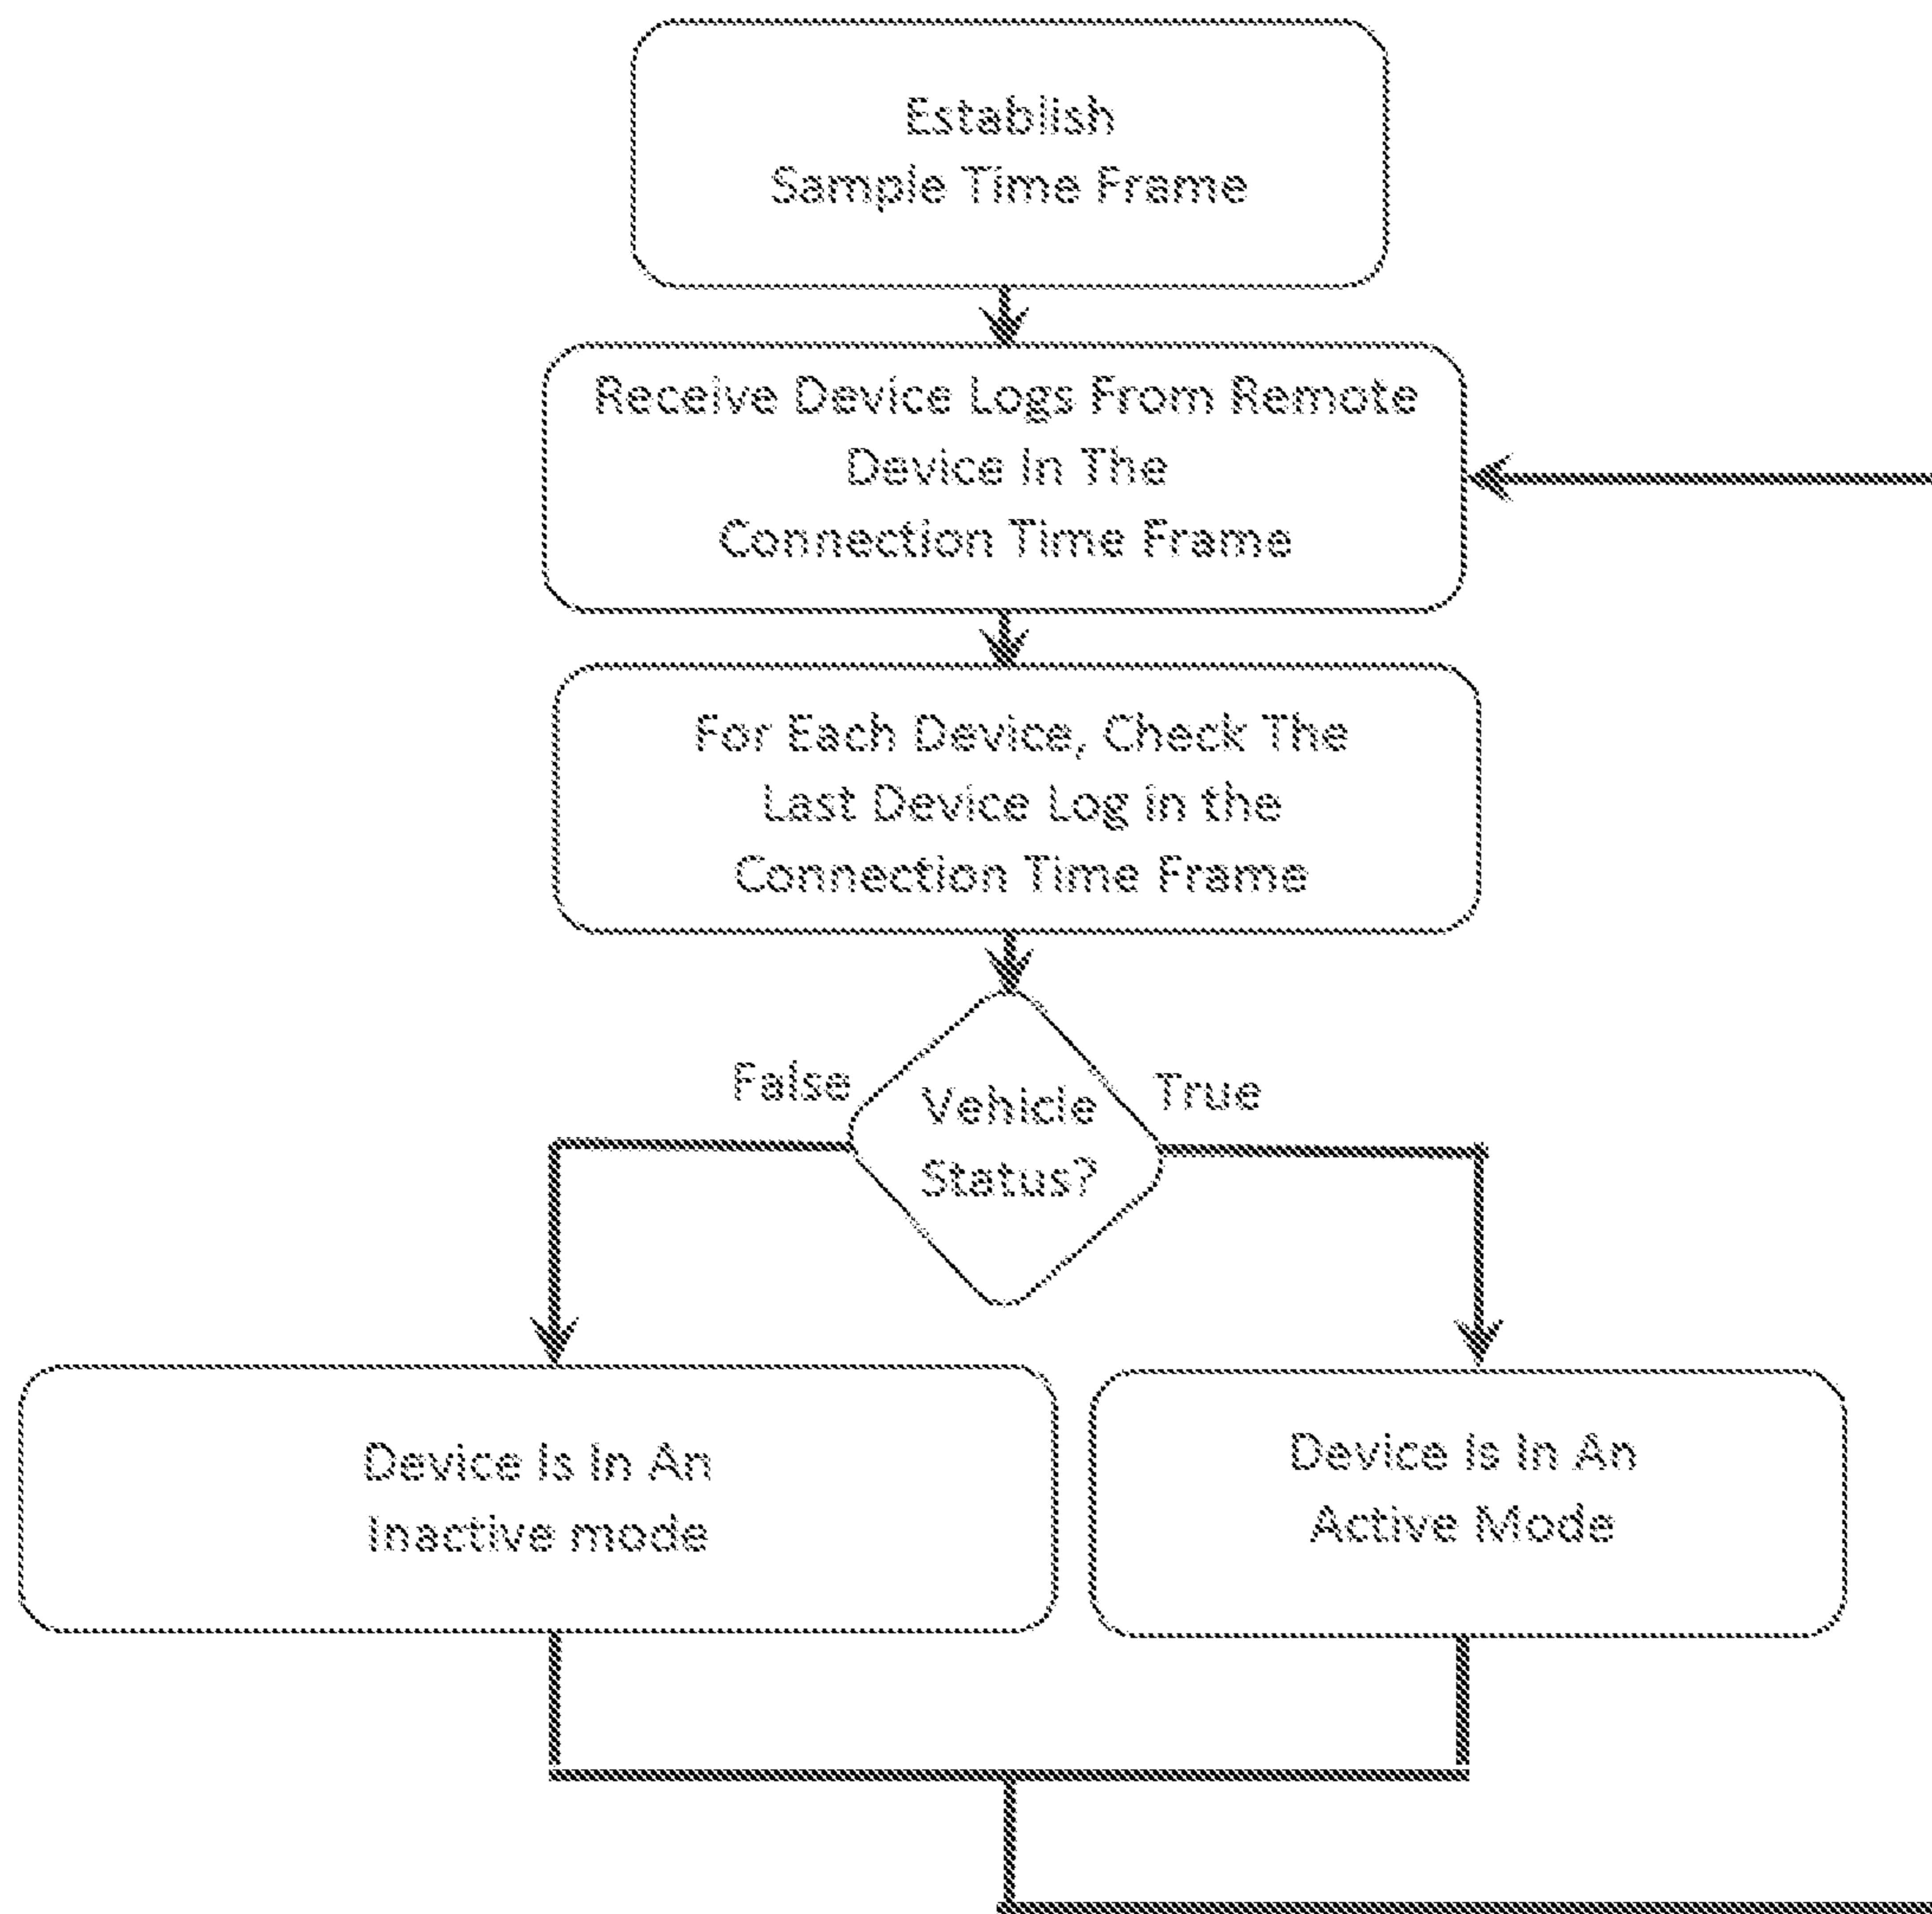 Establish
Sample Time Frame
Receive Device Logs From Remote
Device In The
Connection Time Frame
For Each Device, Check The
Last Device Log in the
Connection Time Frame
False
True
Vehicle
Status?
Device Is In An
Inactive mode
Device Is In An
Active Mode